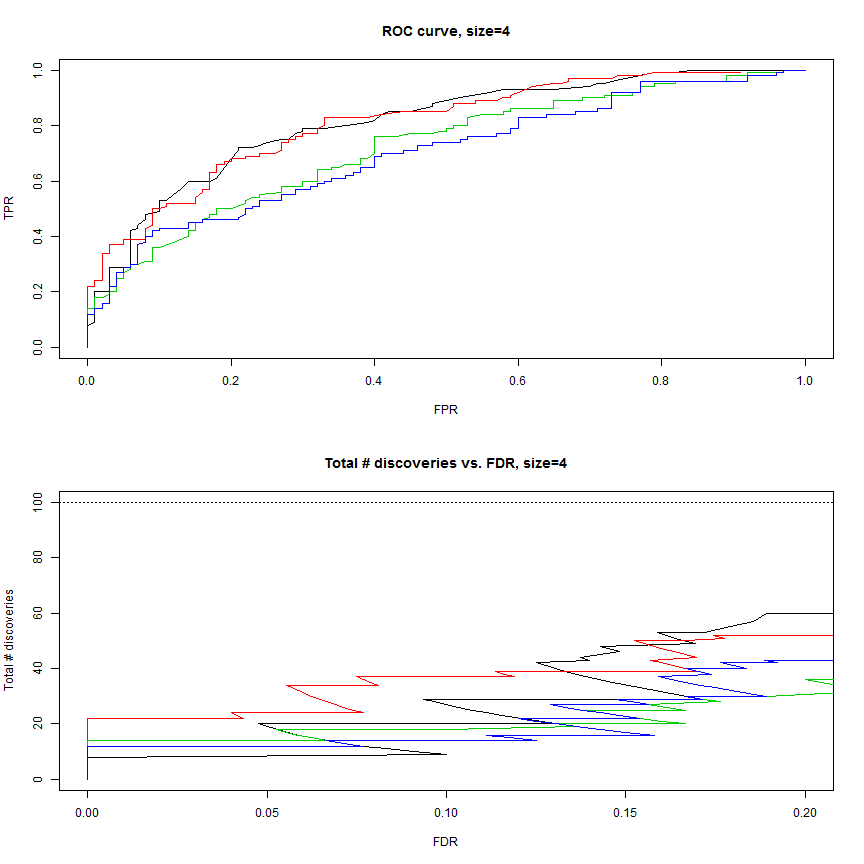 ROC curve, size=4
1.0
0.8
0.6
0.4
0.2
0.0
TPR
0.0 0.2 0.4 0.6 0.8 1.0
FPR
Total # discoveries vs. FDR, size=4
100
80
60
40
20
0
Total # discoveries
0.00 0.05 0.10 0.15 0.20
FDR